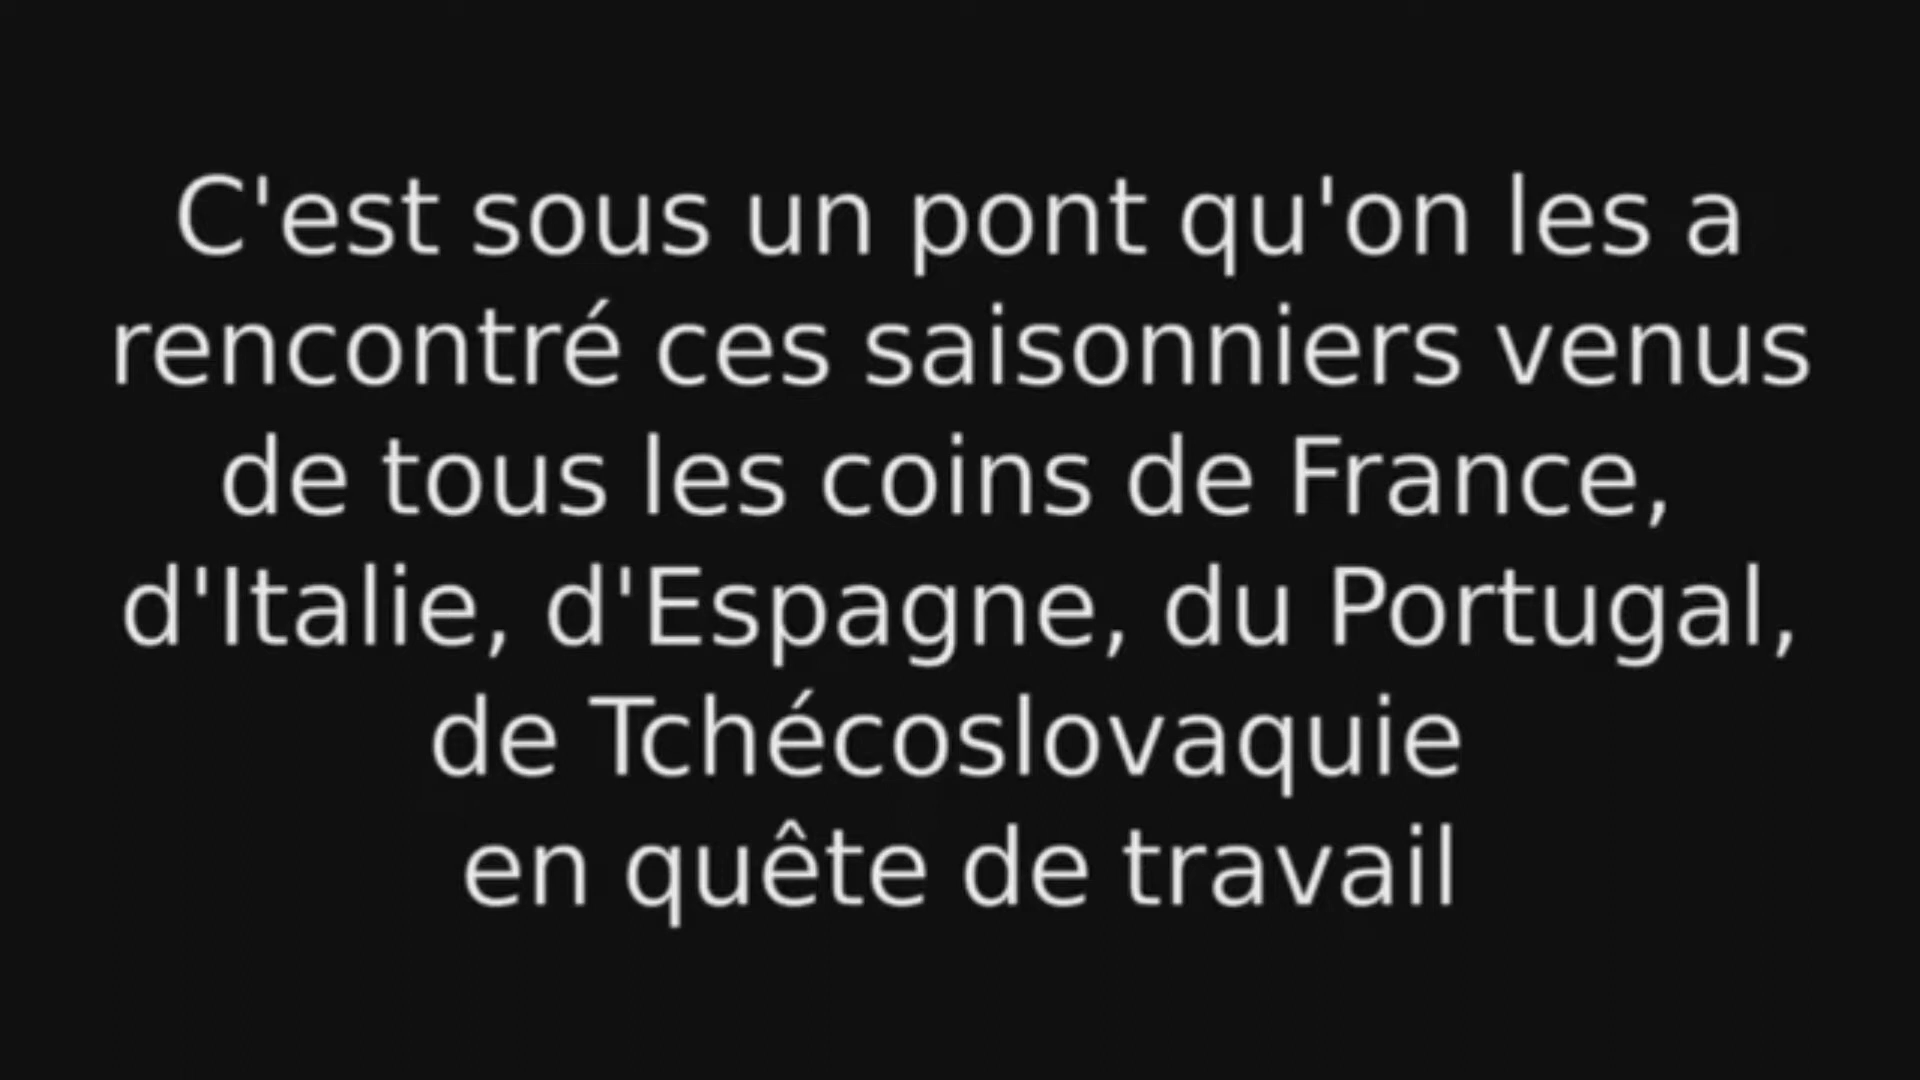 C'est sous un pont qu'on les a
rencontré ces saisonniers venus
de tous les coins de France,
d'Italie, d'Espagne, du Portugal,
de Tchécoslovaquie
en quête de travail